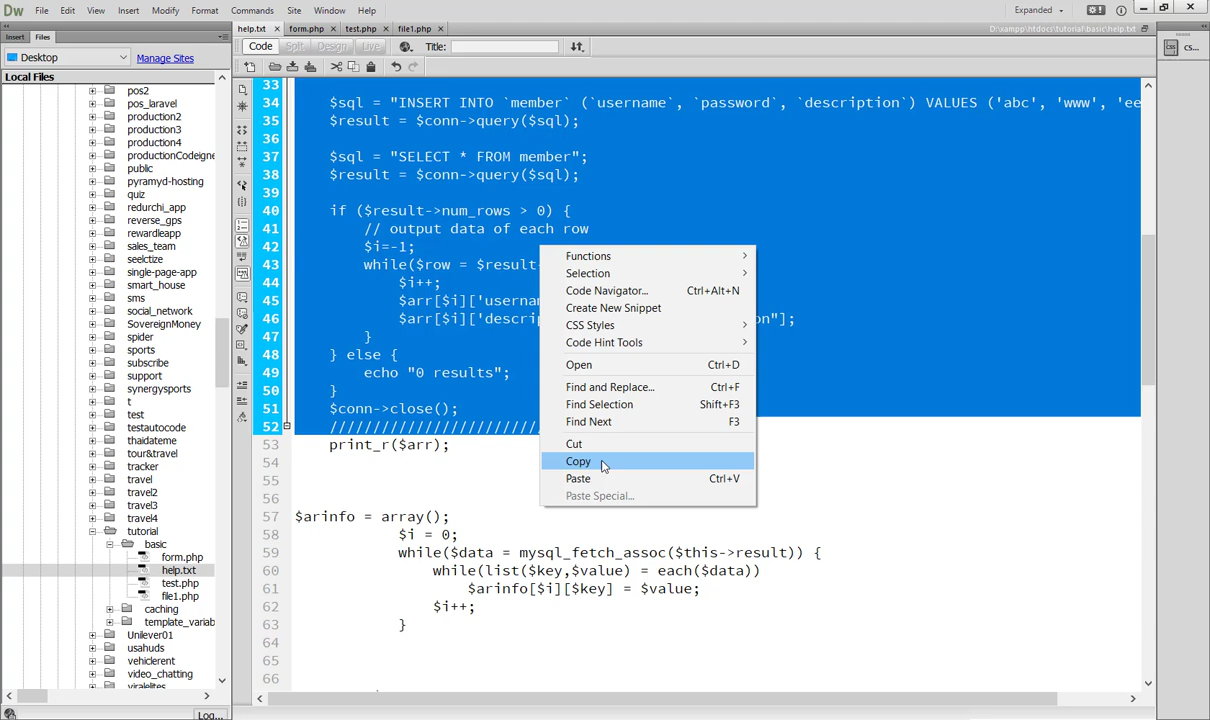 Dw File Edit View Insert Modify Format Commands Site Window Help Expanded
help.txt × form.php × test.php × file1.php × D:\xampp\htdocs\tutorial\basic\help.txt
Insert Files Code Split Design Live Title:
Desktop Manage Sites
Local Files
pos2
pos_laravel
production2
production3
production4
productionCodeigne
public
pyramyd-hosting
quiz
redurchi_app
reverse_gps
rewardleapp
sales_team
seelctize
single-page-app
smart_house
sms
social_network
SovereignMoney
spider
sports
subscribe
support
synergysports
t
test
testautocode
thaidateme
tour&travel
tracker
travel
travel2
travel3
travel4
tutorial
basic
form.php
help.txt
test.php
file1.php
caching
template_variab
Unilever01
usahuds
vehiclerent
video_chatting
viralelites
Log...
33
34 $sql = "INSERT INTO `member` (`username`, `password`, `description`) VALUES ('abc', 'www', 'ee
35 $result = $conn->query($sql);
36
37 $sql = "SELECT * FROM member";
38 $result = $conn->query($sql);
39
40 if ($result->num_rows > 0) {
41 // output data of each row
42 $i=-1;
43 while($row = $result-
44 $i++;
45 $arr[$i]['usernam
46 $arr[$i]['descrip on"];
47 }
48 } else {
49 echo "0 results";
50 }
51 $conn->close();
52 ////////////////////////
53 print_r($arr);
54
55
56
57 $arinfo = array();
58 $i = 0;
59 while($data = mysql_fetch_assoc($this->result)) {
60 while(list($key,$value) = each($data))
61 $arinfo[$i][$key] = $value;
62 $i++;
63 }
64
65
66
Functions
Selection
Code Navigator... Ctrl+Alt+N
Create New Snippet
CSS Styles
Code Hint Tools
Open Ctrl+D
Find and Replace... Ctrl+F
Find Selection Shift+F3
Find Next F3
Cut
Copy
Paste Ctrl+V
Paste Special...
CSS cs...